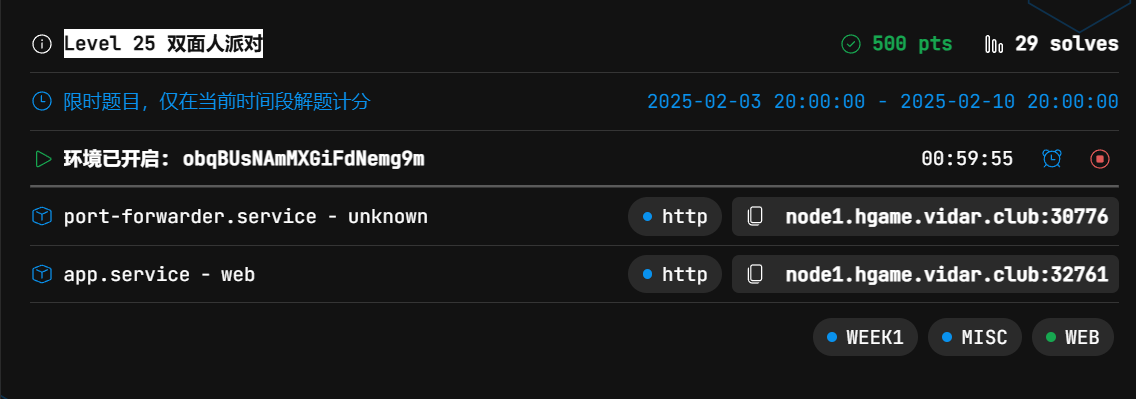 Level 25 双面人派对 500 pts 29 solves
限时题目，仅在当前时间段解题计分 2025-02-03 20:00:00 - 2025-02-10 20:00:00
环境已开启: obqBUsNAmMXGiFdNemg9m 00:59:55
port-forwarder.service - unknown http node1.hgame.vidar.club:30776
app.service - web http node1.hgame.vidar.club:32761
WEEK1 MISC WEB